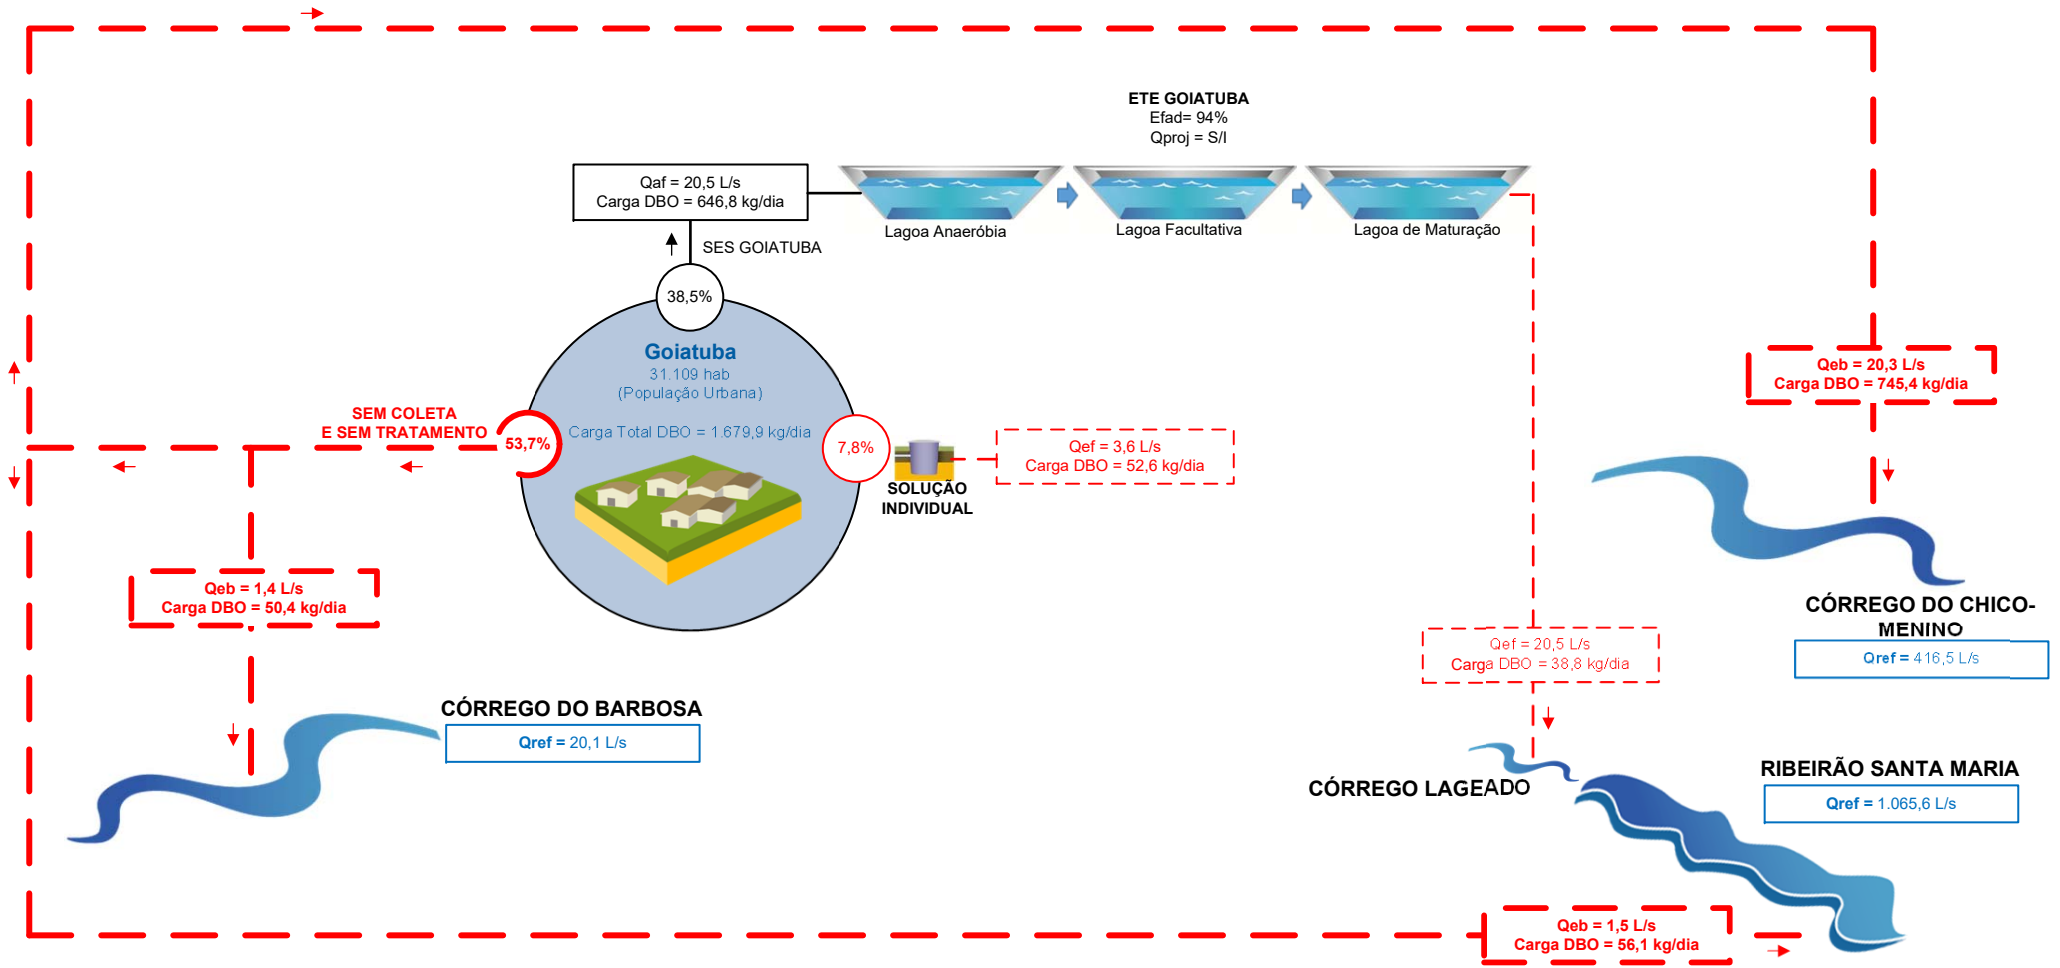 ETE GOIATUBA
Efad= 94%
Qproj = S/I
Qaf = 20,5 L/s
Carga DBO = 646,8 kg/dia
Lagoa Anaeróbia
Lagoa Facultativa
Lagoa de Maturação
SES GOIATUBA
38,5%
Goiatuba
31.109 hab
(População Urbana)
Carga Total DBO = 1.679,9 kg/dia
SEM COLETA
E SEM TRATAMENTO
53,7%
7,8%
SOLUÇÃO
INDIVIDUAL
Qef = 3,6 L/s
Carga DBO = 52,6 kg/dia
Qeb = 20,3 L/s
Carga DBO = 745,4 kg/dia
Qeb = 1,4 L/s
Carga DBO = 50,4 kg/dia
CÓRREGO DO CHICO-
MENINO
Qref = 416,5 L/s
Qef = 20,5 L/s
Carga DBO = 38,8 kg/dia
CÓRREGO DO BARBOSA
Qref = 20,1 L/s
CÓRREGO LAGEADO
RIBEIRÃO SANTA MARIA
Qref = 1.065,6 L/s
Qeb = 1,5 L/s
Carga DBO = 56,1 kg/dia